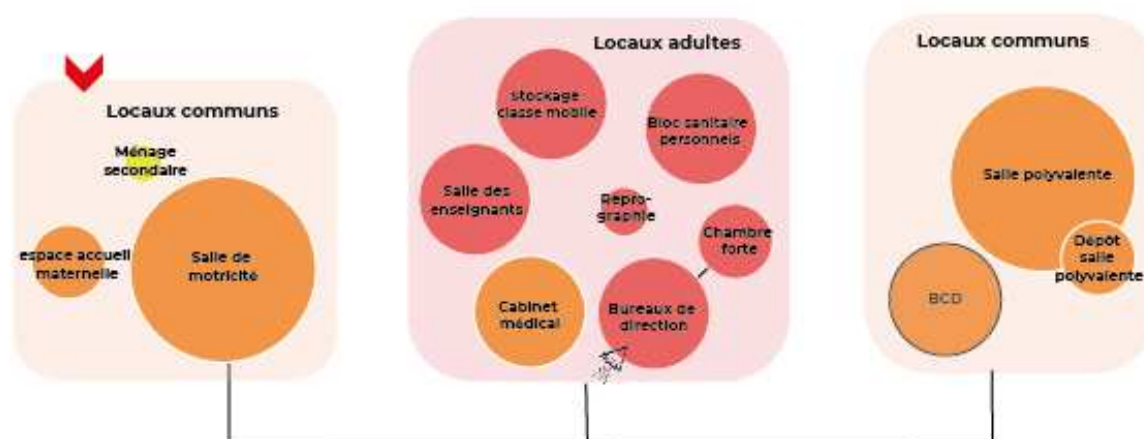 Locaux communs
Ménage
secondaire
espace accueil
maternelle
Salle de
motricité
Locaux adultes
Stockage
classe mobile
Bloc sanitaire
personnels
Salle des
enseignants
Repro-
graphie
Chambre
forte
Cabinet
médical
Bureaux de
direction
Locaux communs
Salle polyvalente
Dépôt
salle
polyvalente
BCD